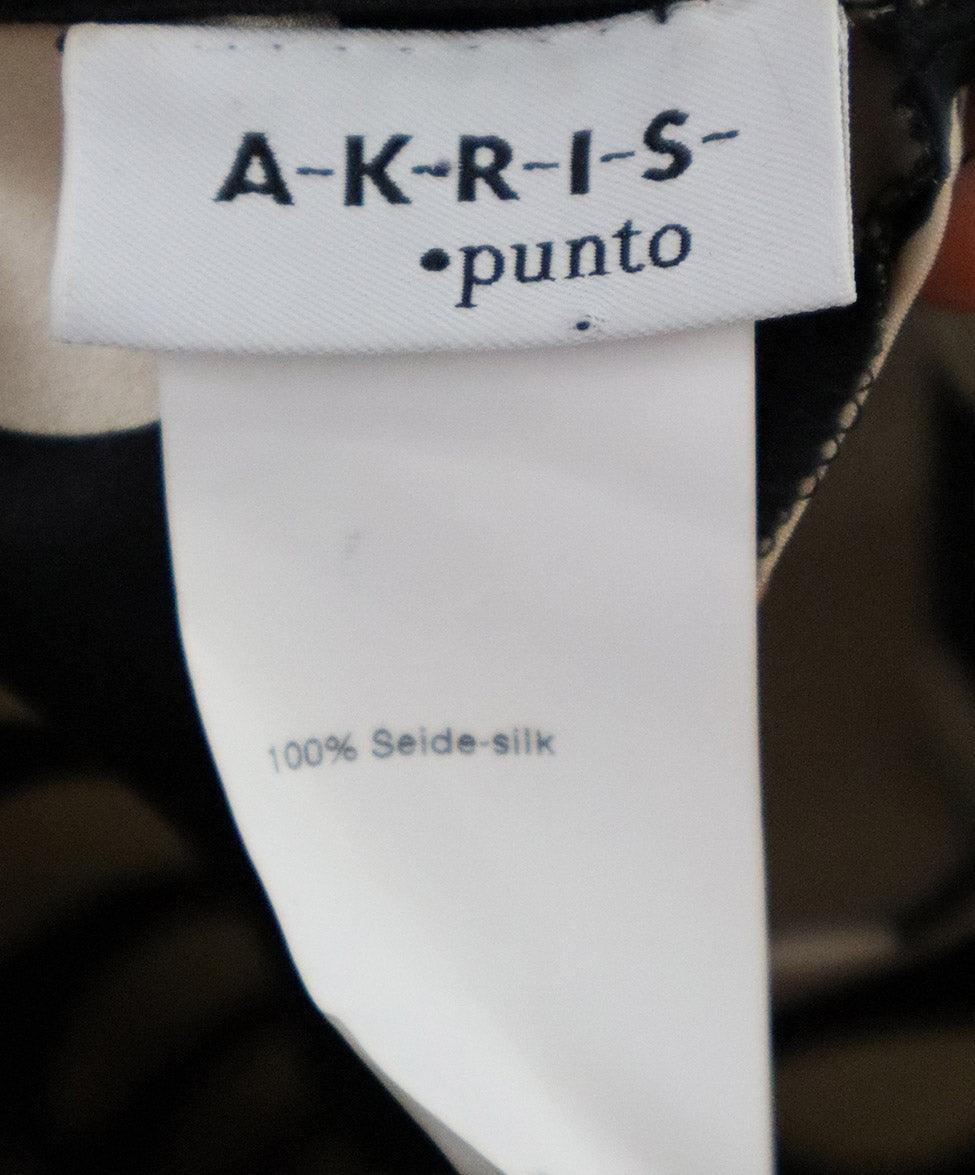 A-K-R-I-S-
•punto
100% Seide-silk